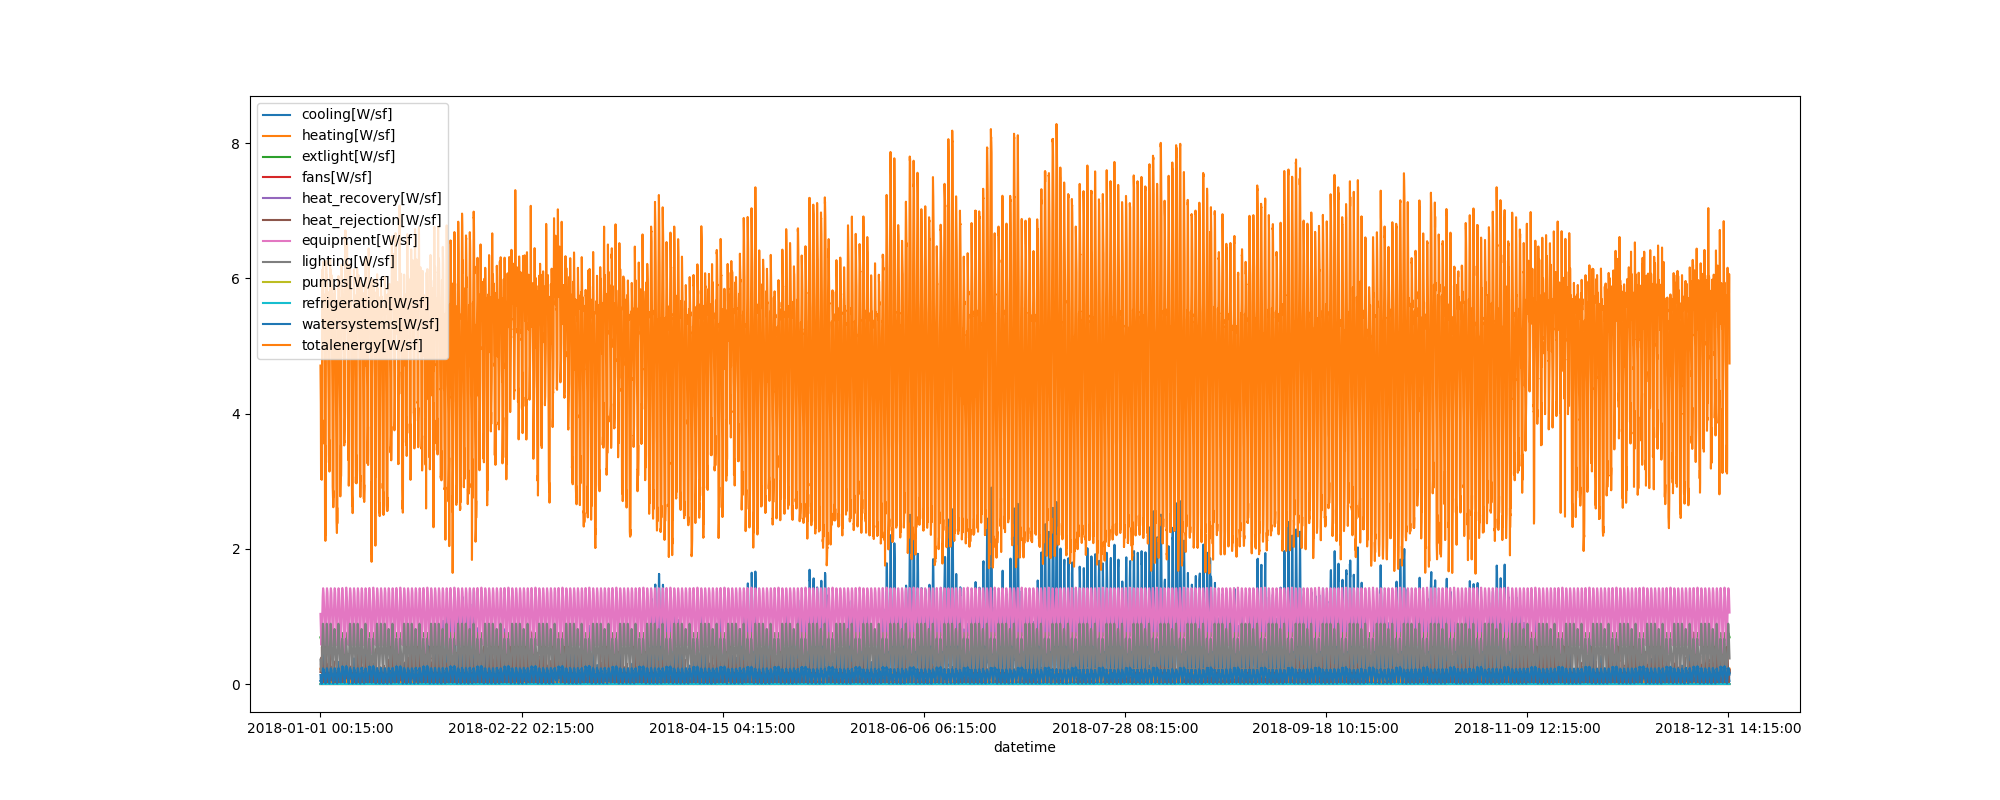 cooling[W/sf]
heating[W/sf]
extlight[W/sf]
fans[W/sf]
heat_recovery[W/sf]
heat_rejection[W/sf]
equipment[W/sf]
lighting[W/sf]
pumps[W/sf]
refrigeration[W/sf]
watersystems[W/sf]
totalenergy[W/sf]
8
6
4
2
0
2018-01-01 00:15:00 2018-02-22 02:15:00 2018-04-15 04:15:00 2018-06-06 06:15:00 2018-07-28 08:15:00 2018-09-18 10:15:00 2018-11-09 12:15:00 2018-12-31 14:15:00
datetime